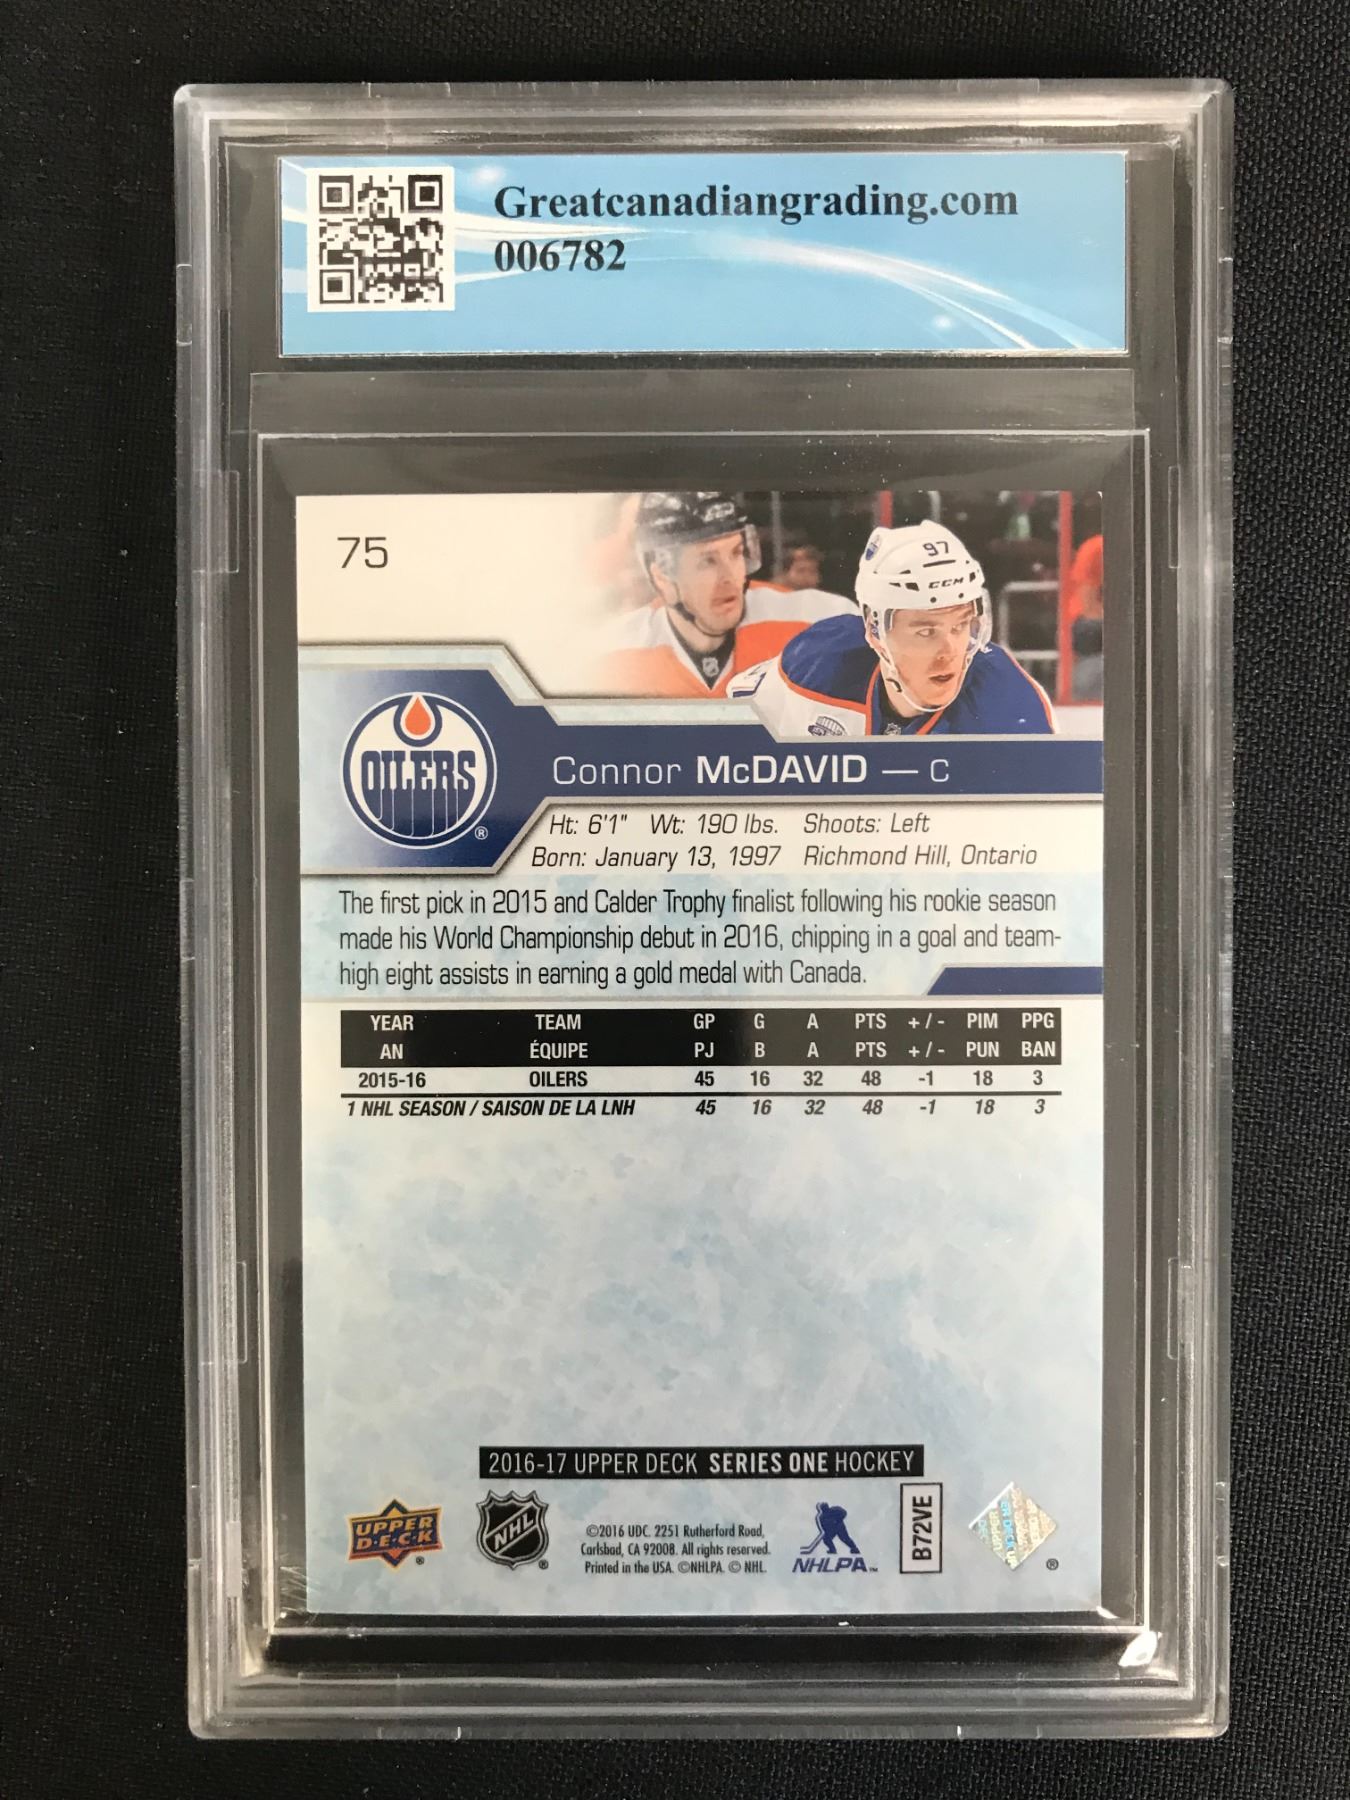 Greatcanadiangrading.com
006782
75
97
CCM
OILERS
®
Connor McDAVID — C
Ht: 6'1" Wt: 190 lbs. Shoots: Left
Born: January 13, 1997 Richmond Hill, Ontario
The first pick in 2015 and Calder Trophy finalist following his rookie season
made his World Championship debut in 2016, chipping in a goal and team-
high eight assists in earning a gold medal with Canada.
YEAR TEAM GP G A PTS +/- PIM PPG
AN ÉQUIPE PJ B A PTS +/- PUN BAN
2015-16 OILERS 45 16 32 48 -1 18 3
1 NHL SEASON / SAISON DE LA LNH 45 16 32 48 -1 18 3
2016-17 UPPER DECK SERIES ONE HOCKEY
UPPER
D·E·C·K
®
NHL
®
©2016 UDC. 2251 Rutherford Road,
Carlsbad, CA 92008. All rights reserved.
Printed in the USA. ©NHLPA. © NHL.
NHLPA™
B72VE
®